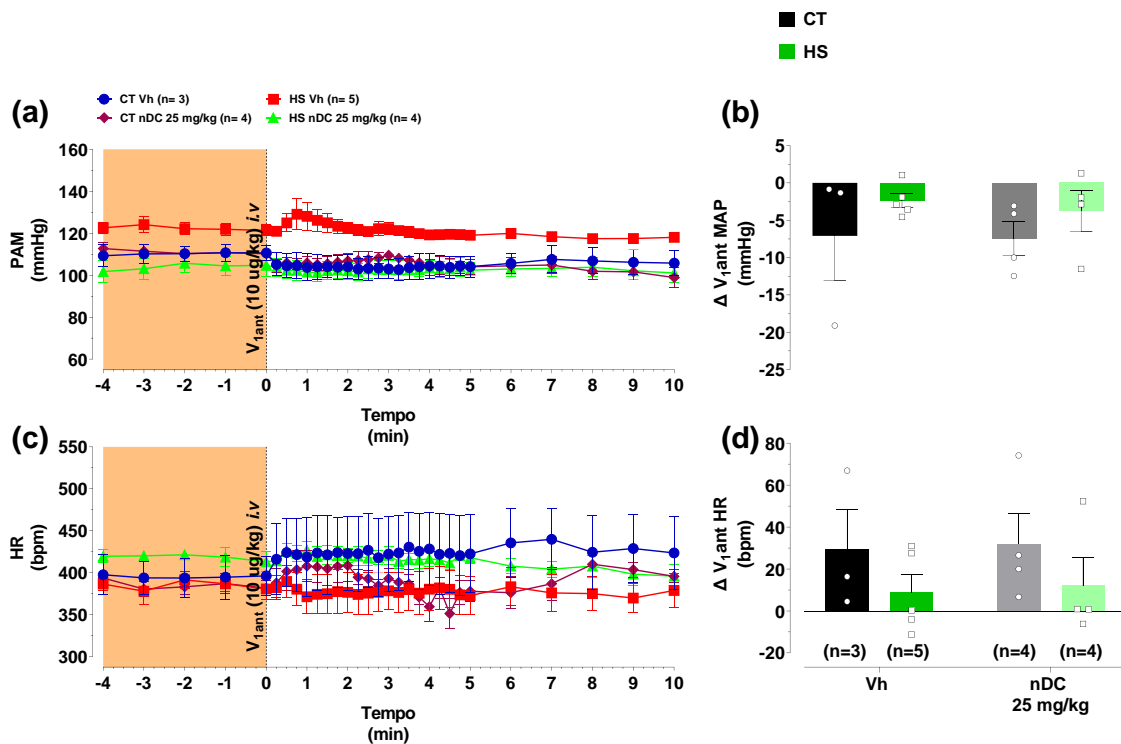 CT
HS
(a)
CT Vh (n= 3)
HS Vh (n= 5)
CT nDC 25 mg/kg (n= 4)
HS nDC 25 mg/kg (n= 4)
160
140
120
100
80
60
PAM
(mmHg)
V1ant (10 ug/kg) i.v
-4 -3 -2 -1 0 1 2 3 4 5 6 7 8 9 10
Tempo
(min)
(b)
5
0
-5
-10
-15
-20
-25
Δ V1ant MAP
(mmHg)
(c)
550
500
450
400
350
300
HR
(bpm)
V1ant (10 ug/kg) i.v
-4 -3 -2 -1 0 1 2 3 4 5 6 7 8 9 10
Tempo
(min)
(d)
80
60
40
20
0
-20
Δ V1ant HR
(bpm)
(n=3) (n=5) (n=4) (n=4)
Vh nDC
25 mg/kg